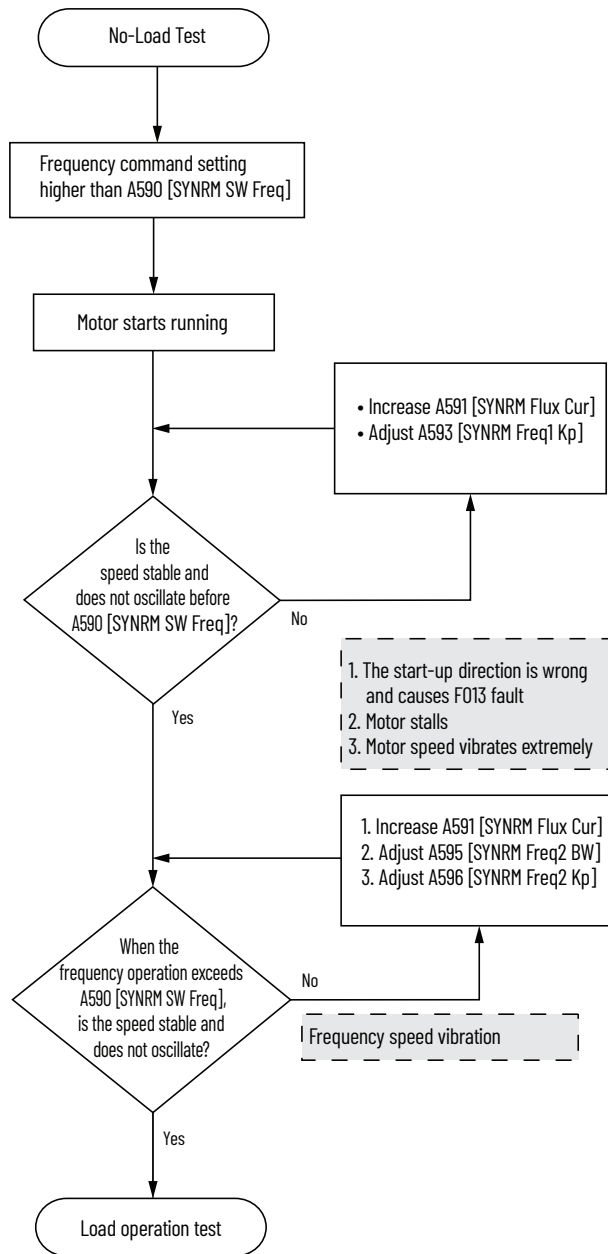 No-Load Test
Frequency command setting
higher than A590 [SYNRM SW Freq]
Motor starts running
• Increase A591 [SYNRM Flux Cur]
• Adjust A593 [SYNRM Freq1 Kp]
Is the
speed stable and
does not oscillate before
A590 [SYNRM SW Freq]?
No
Yes
1. The start-up direction is wrong
and causes F013 fault
2. Motor stalls
3. Motor speed vibrates extremely
1. Increase A591 [SYNRM Flux Cur]
2. Adjust A595 [SYNRM Freq2 BW]
3. Adjust A596 [SYNRM Freq2 Kp]
When the
frequency operation exceeds
A590 [SYNRM SW Freq],
is the speed stable and
does not oscillate?
No
Frequency speed vibration
Yes
Load operation test